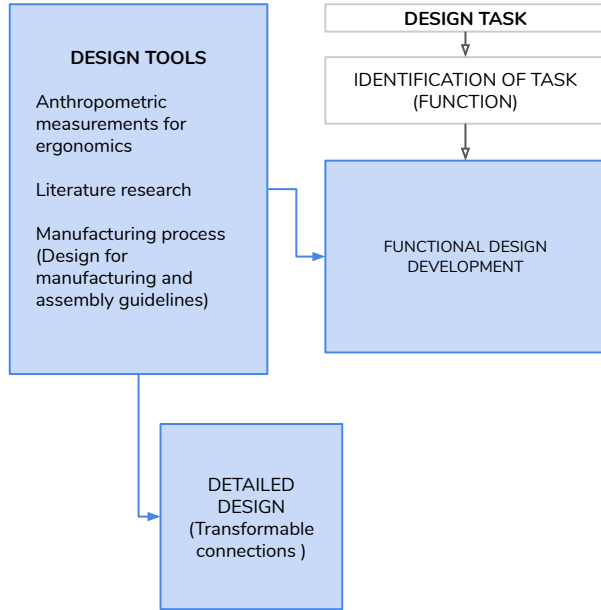 DESIGN TOOLS
Anthropometric
measurements for
ergonomics
Literature research
Manufacturing process
(Design for
manufacturing and
assembly guidelines)
DESIGN TASK
IDENTIFICATION OF TASK
(FUNCTION)
FUNCTIONAL DESIGN
DEVELOPMENT
DETAILED
DESIGN
(Transformable
connections )